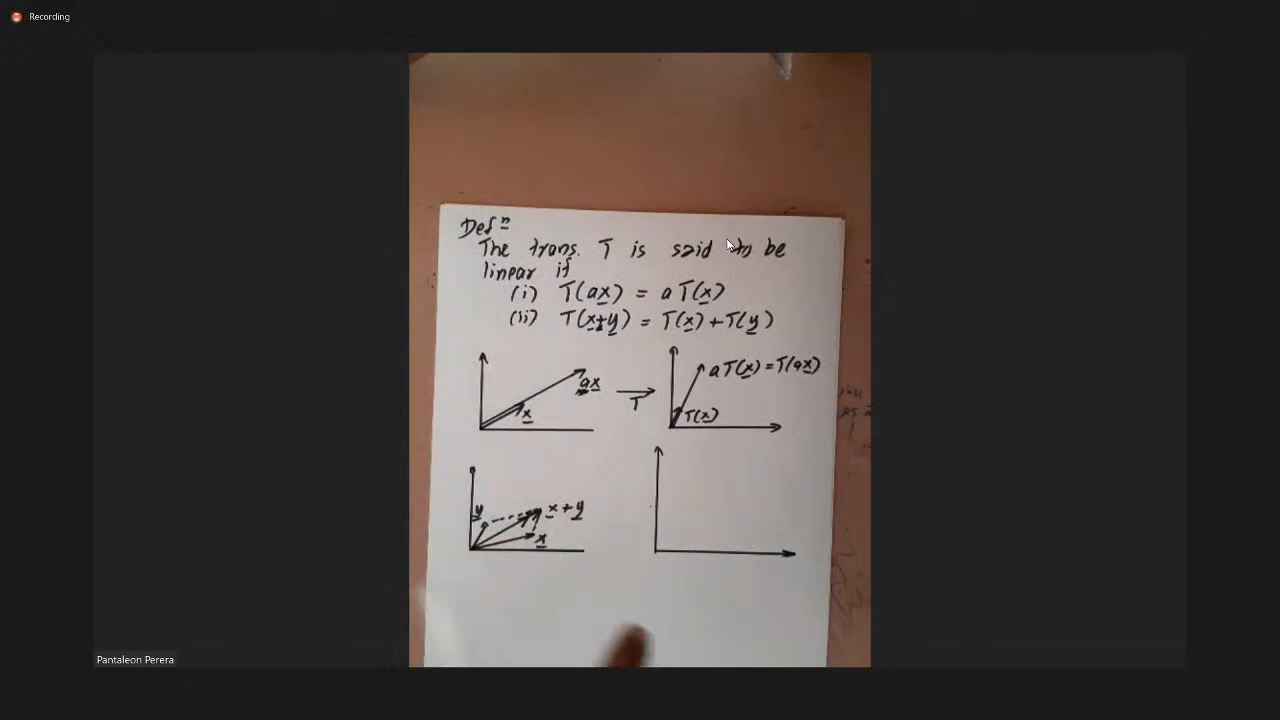 Recording
Defⁿ
The trans. T is said to be
linear if
(i) T(ax) = aT(x)
(ii) T(x+y) = T(x)+T(y)
ax
x
T
aT(x)=T(ax)
T(x)
y
x+y
x
Pantaleon Perera